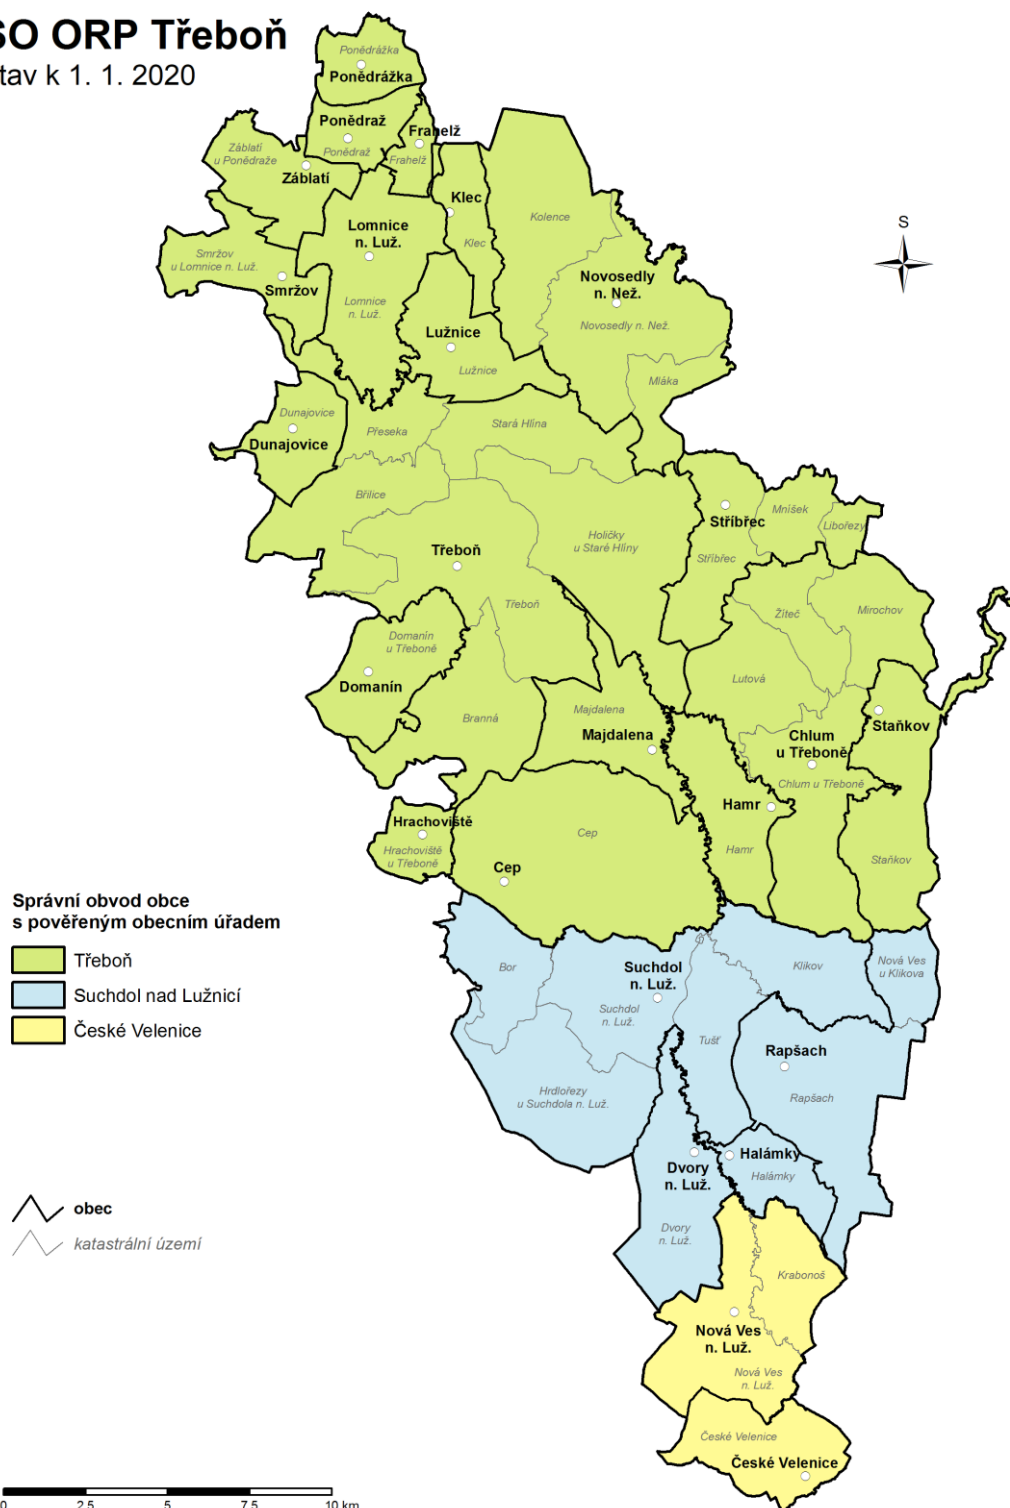 SO ORP Třeboň
tav k 1. 1. 2020
Ponědrážka
Ponědrážka
Ponědraž
Ponědraž
Frahelž
Frahelž
Záblatí
u Ponědraže
Záblatí
Klec
Klec
Lomnice
n. Luž.
Lomnice
n. Luž.
Kolence
S
Smržov
u Lomnice n. Luž.
Smržov
Novosedly
n. Než.
Novosedly n. Než.
Lužnice
Lužnice
Mláka
Dunajovice
Dunajovice
Přeseka
Stará Hlína
Břilice
Stříbřec
Stříbřec
Mníšek
Libořezy
Holičky
u Staré Hlíny
Třeboň
Třeboň
Žíteč
Mirochov
Domanín
u Třeboně
Domanín
Lutová
Branná
Majdalena
Majdalena
Staňkov
Chlum
u Třeboně
Chlum u Třeboně
Hamr
Hamr
Hrachoviště
Hrachoviště
u Třeboně
Cep
Cep
Staňkov
Správní obvod obce
s pověřeným obecním úřadem
Třeboň
Suchdol nad Lužnicí
České Velenice
Bor
Suchdol
n. Luž.
Suchdol
n. Luž.
Klikov
Nová Ves
u Klikova
Tušť
Rapšach
Rapšach
Hrdlořezy
u Suchdola n. Luž.
Dvory
n. Luž.
Dvory
n. Luž.
Halámky
Halámky
obec
katastrální území
Krabonoš
Nová Ves
n. Luž.
Nová Ves
n. Luž.
České Velenice
České Velenice
0 2,5 5 7,5 10 km